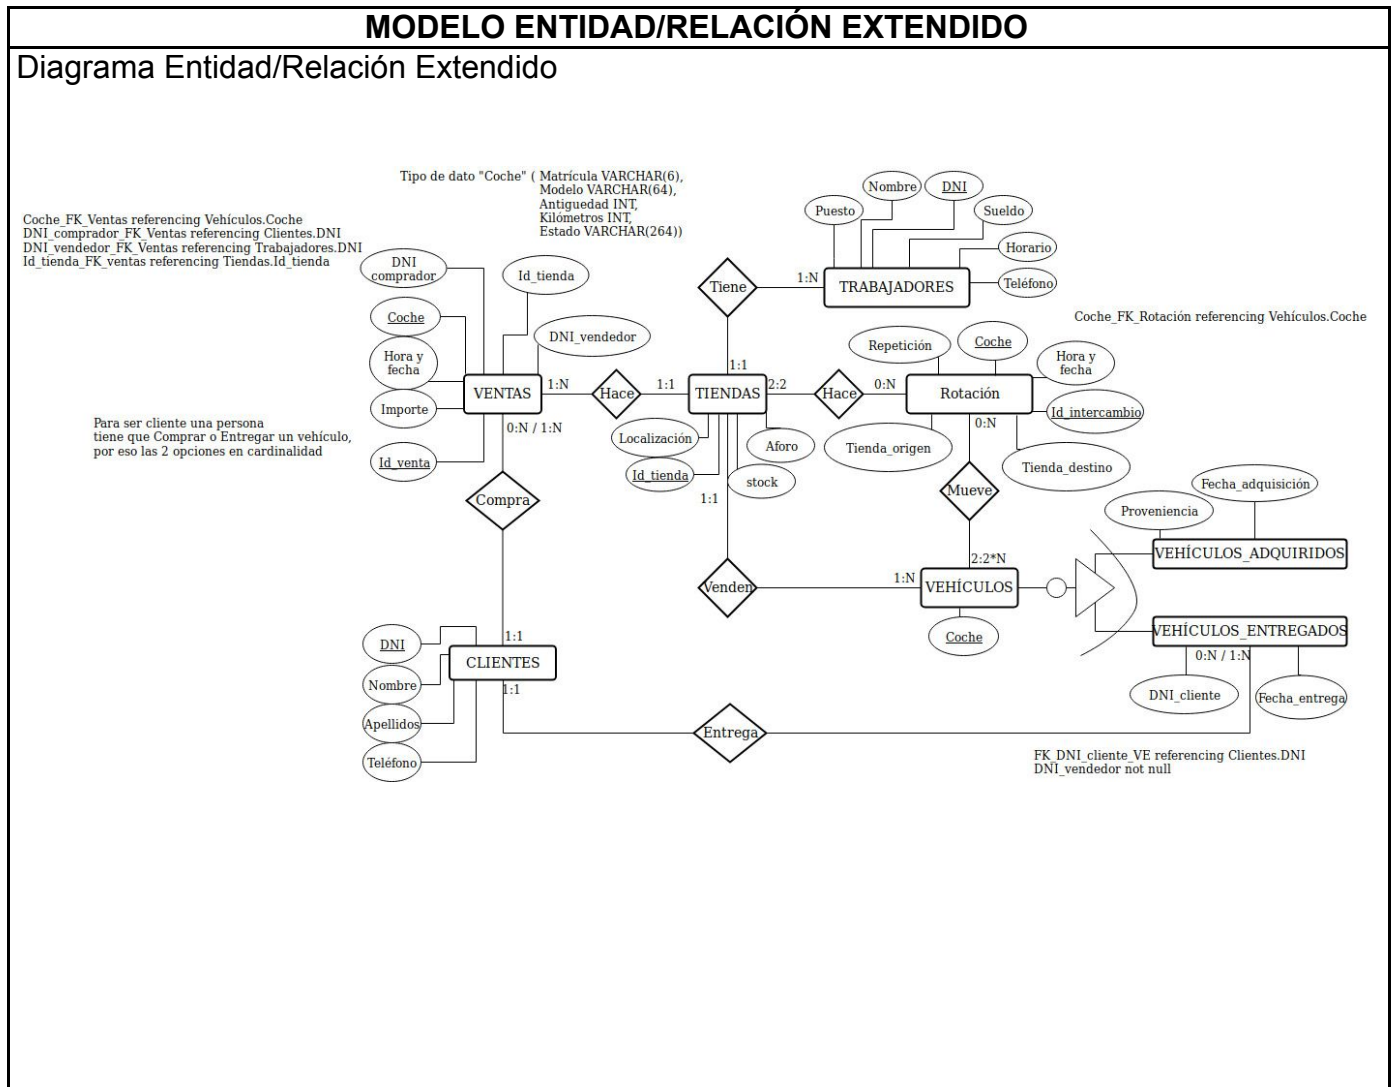 MODELO ENTIDAD/RELACIÓN EXTENDIDO
Diagrama Entidad/Relación Extendido
Tipo de dato "Coche" ( Matrícula VARCHAR(6),
Modelo VARCHAR(64),
Antiguedad INT,
Kilómetros INT,
Estado VARCHAR(264))
Coche_FK_Ventas referencing Vehículos.Coche
DNI_comprador_FK_Ventas referencing Clientes.DNI
DNI_vendedor_FK_Ventas referencing Trabajadores.DNI
Id_tienda_FK_ventas referencing Tiendas.Id_tienda
Puesto
Nombre
DNI
Sueldo
Horario
Teléfono
TRABAJADORES
1:N
Tiene
1:1
DNI
comprador
Id_tienda
Coche
DNI_vendedor
Hora y
fecha
Importe
Id_venta
VENTAS
1:N
Hace
1:1
TIENDAS
2:2
Hace
0:N
Rotación
Coche_FK_Rotación referencing Vehículos.Coche
Repetición
Coche
Hora y
fecha
Id_intercambio
Tienda_origen
Tienda_destino
0:N
Localización
Id_tienda
stock
Aforo
1:1
Para ser cliente una persona
tiene que Comprar o Entregar un vehículo,
por eso las 2 opciones en cardinalidad
0:N / 1:N
Compra
1:1
Mueve
2:2*N
Venden
1:N
VEHÍCULOS
Coche
Proveniencia
Fecha_adquisición
VEHÍCULOS_ADQUIRIDOS
VEHÍCULOS_ENTREGADOS
0:N / 1:N
DNI_cliente
Fecha_entrega
DNI
Nombre
Apellidos
Teléfono
CLIENTES
1:1
Entrega
FK_DNI_cliente_VE referencing Clientes.DNI
DNI_vendedor not null